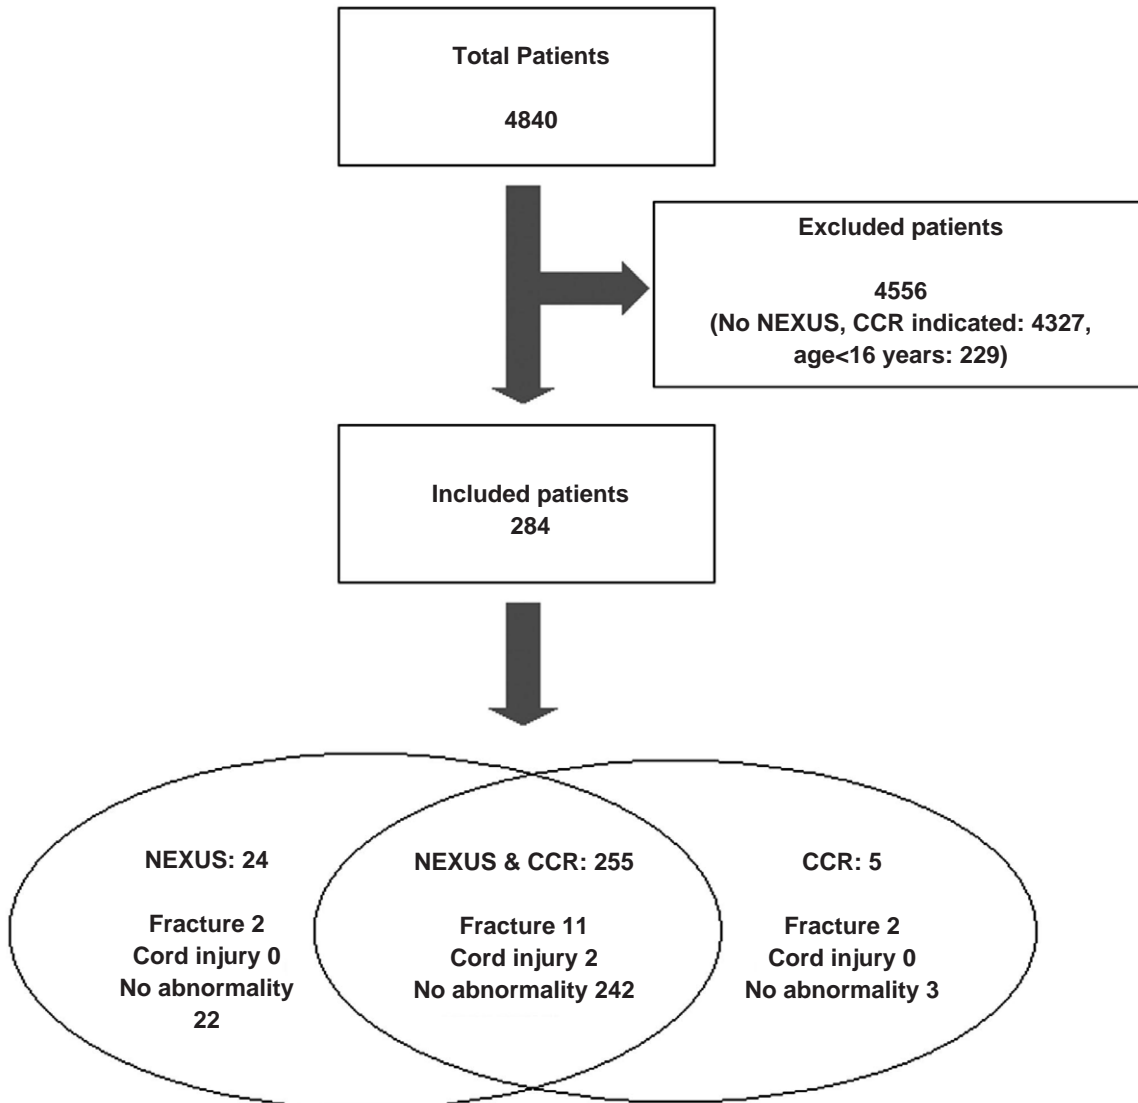 Total Patients
4840
Excluded patients
4556
(No NEXUS, CCR indicated: 4327,
age<16 years: 229)
Included patients
284
NEXUS: 24
Fracture 2
Cord injury 0
No abnormality
22
NEXUS & CCR: 255
Fracture 11
Cord injury 2
No abnormality 242
CCR: 5
Fracture 2
Cord injury 0
No abnormality 3